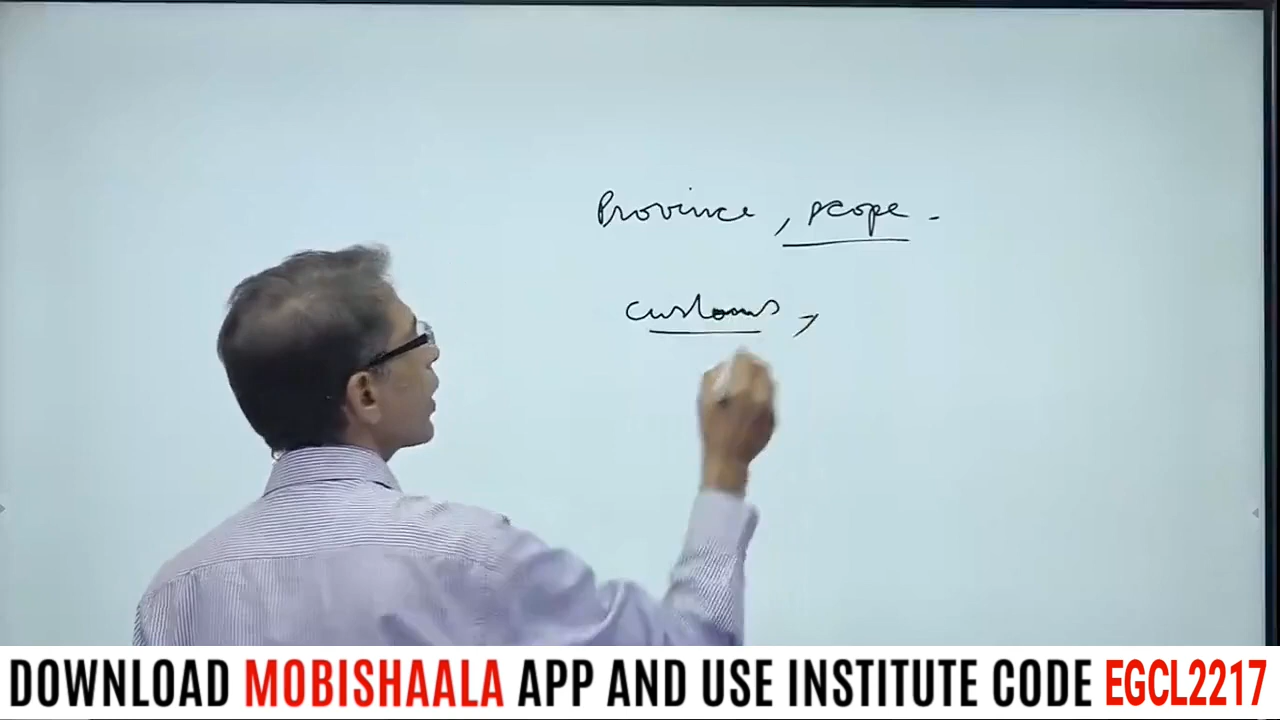 Province, scope.
customs,
DOWNLOAD MOBISHAALA APP AND USE INSTITUTE CODE EGCL2217